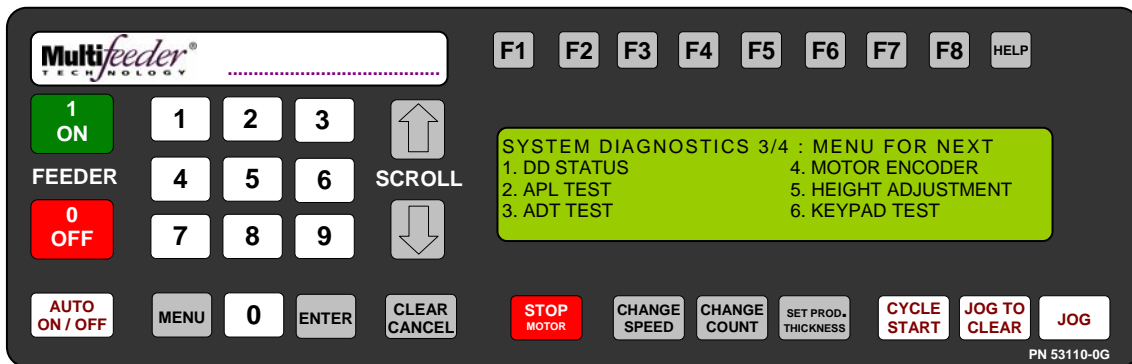 Multifeeder®
TECHNOLOGY
F1 F2 F3 F4 F5 F6 F7 F8 HELP
1
ON
1 2 3
FEEDER
4 5 6
SCROLL
0
OFF
7 8 9
SYSTEM DIAGNOSTICS 3/4 : MENU FOR NEXT
1. DD STATUS 4. MOTOR ENCODER
2. APL TEST 5. HEIGHT ADJUSTMENT
3. ADT TEST 6. KEYPAD TEST
AUTO
ON / OFF
MENU
0
ENTER
CLEAR
CANCEL
STOP
MOTOR
CHANGE
SPEED
CHANGE
COUNT
SET PROD.
THICKNESS
CYCLE
START
JOG TO
CLEAR
JOG
PN 53110-0G